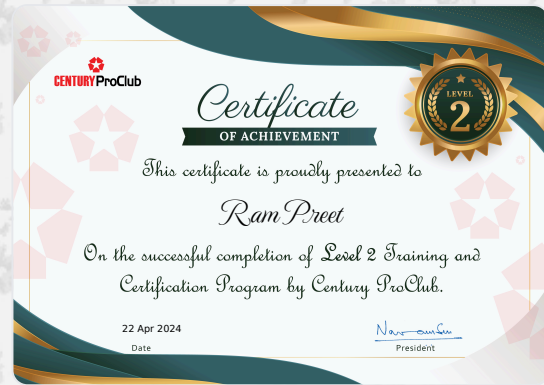 CENTURY ProClub
LEVEL
2
Certificate
OF ACHIEVEMENT
This certificate is proudly presented to
Ram Preet
On the successful completion of Level 2 Training and
Certification Program by Century ProClub.
22 Apr 2024
Date
President